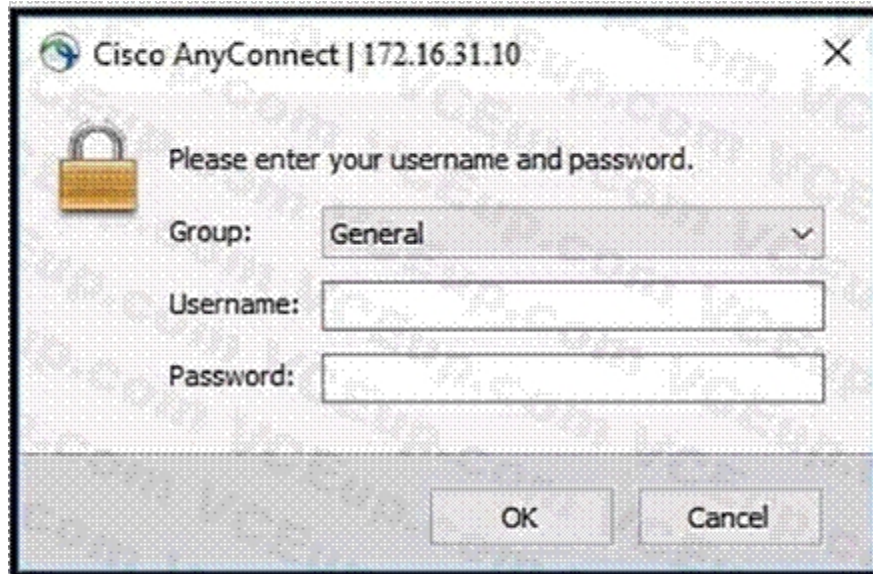 Cisco AnyConnect | 172.16.31.10
Please enter your username and password.
Group: General
Username:
Password:
OK Cancel